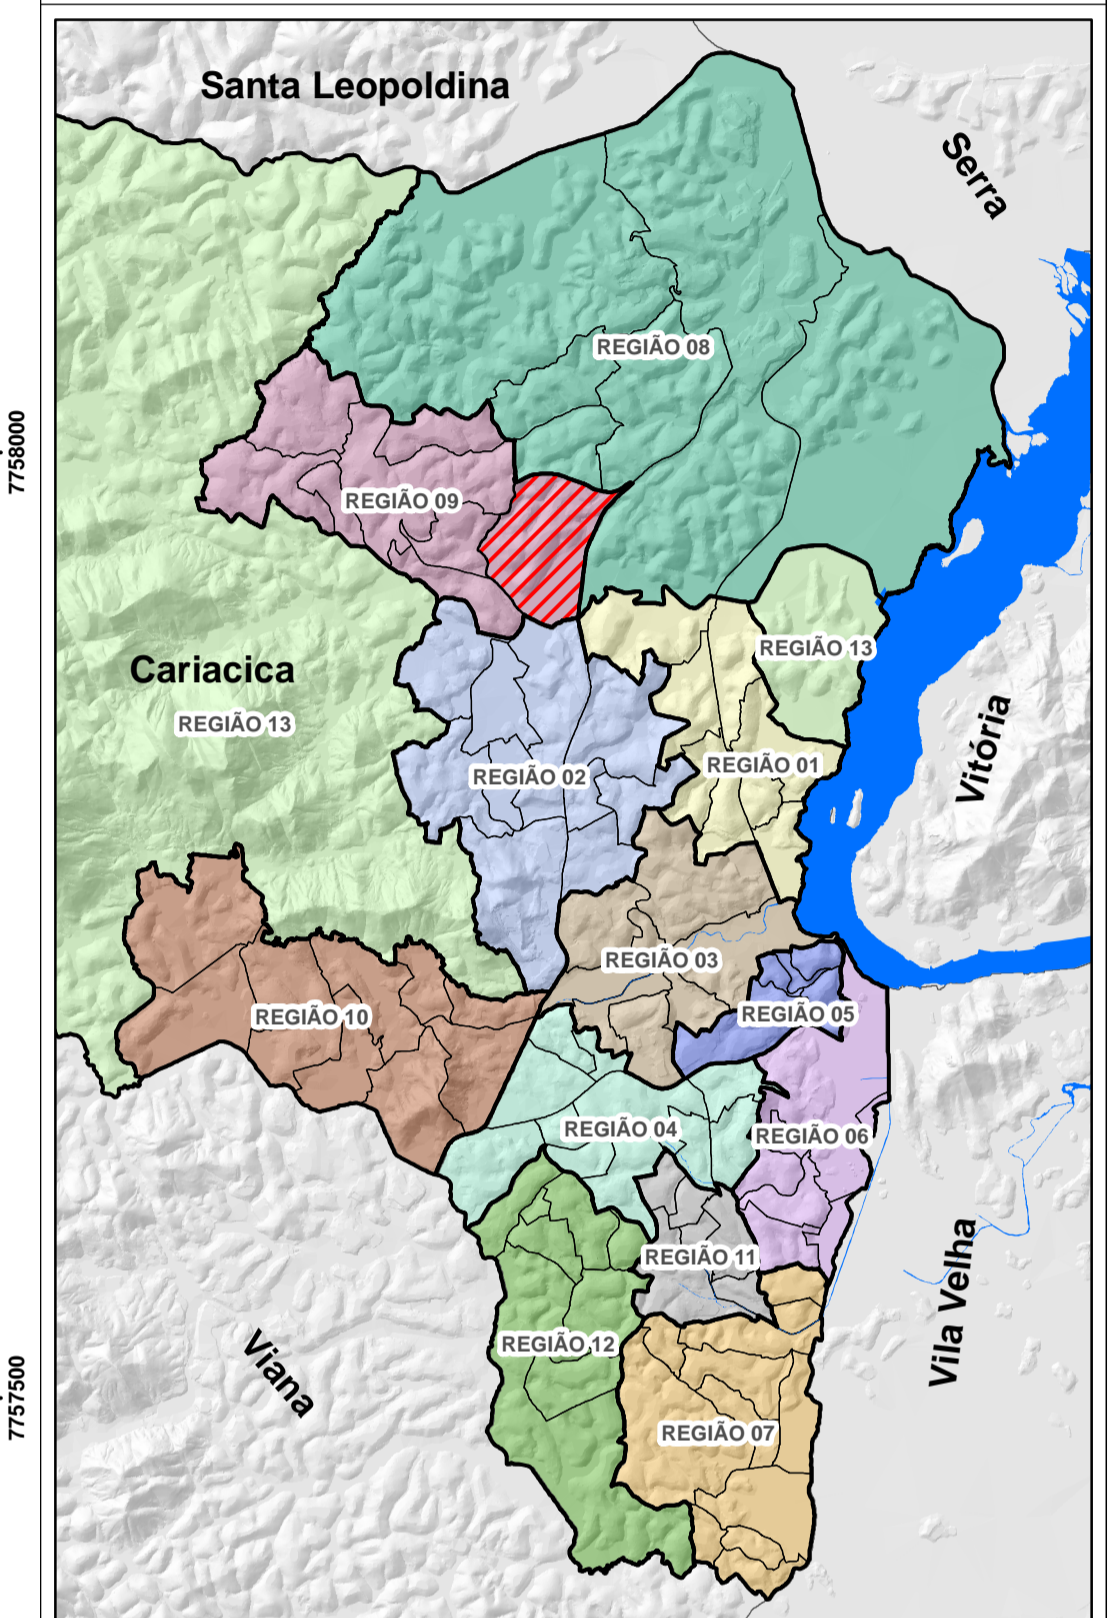 Santa Leopoldina
Serra
REGIÃO 08
7758000
REGIÃO 09
REGIÃO 13
Cariacica
REGIÃO 13
Vitória
REGIÃO 01
REGIÃO 02
REGIÃO 03
REGIÃO 05
REGIÃO 10
REGIÃO 04
REGIÃO 06
REGIÃO 11
Vila Velha
REGIÃO 12
Viana
7757500
REGIÃO 07